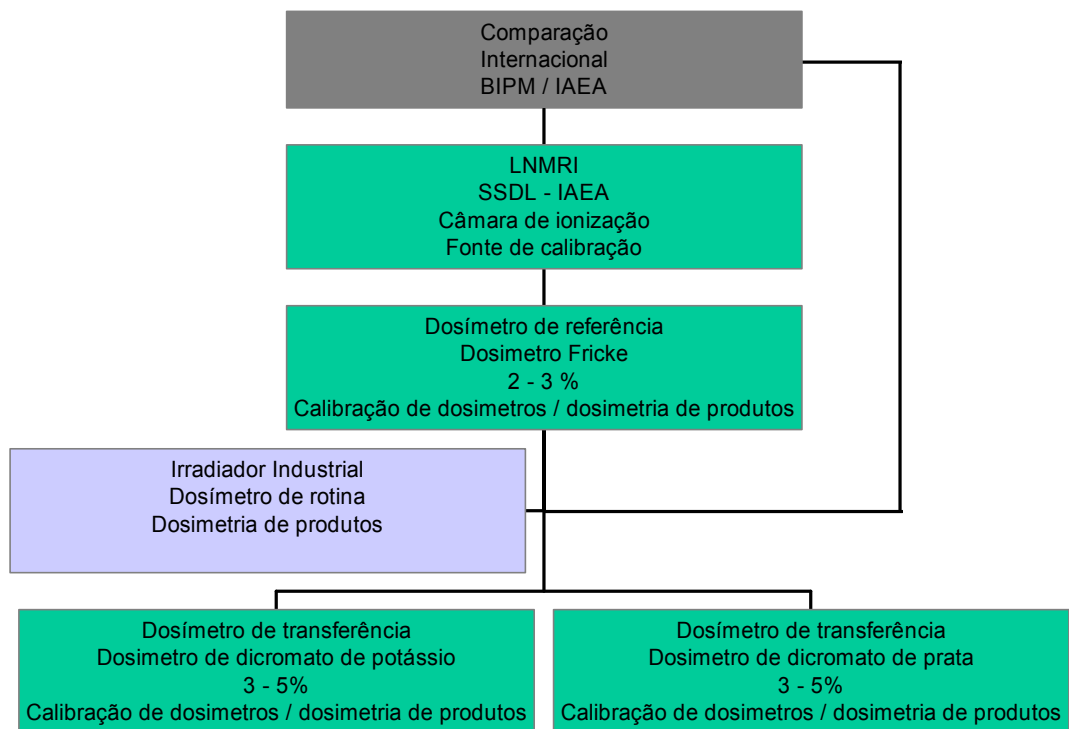 Comparação
Internacional
BIPM / IAEA
LNMRI
SSDL - IAEA
Câmara de ionização
Fonte de calibração
Dosímetro de referência
Dosimetro Fricke
2 - 3 %
Calibração de dosimetros / dosimetria de produtos
Irradiador Industrial
Dosímetro de rotina
Dosimetria de produtos
Dosímetro de transferência
Dosimetro de dicromato de potássio
3 - 5%
Calibração de dosimetros / dosimetria de produtos
Dosímetro de transferência
Dosimetro de dicromato de prata
3 - 5%
Calibração de dosimetros / dosimetria de produtos